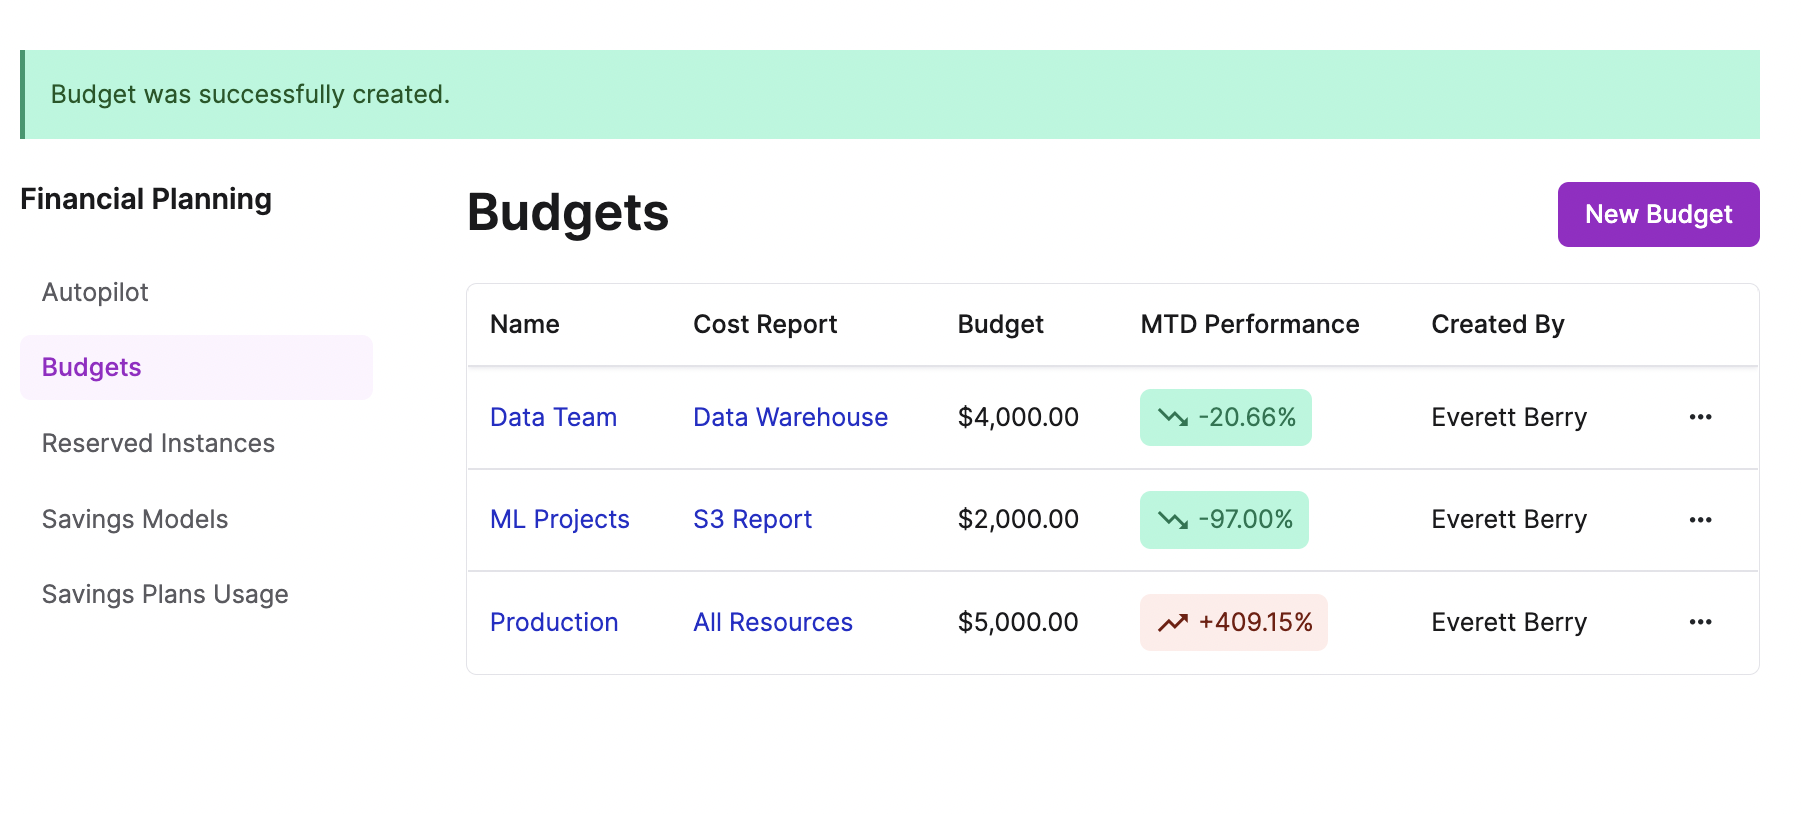 Budget was successfully created.
Financial Planning
Autopilot
Budgets
Reserved Instances
Savings Models
Savings Plans Usage
Budgets
New Budget
Name Cost Report Budget MTD Performance Created By
Data Team Data Warehouse $4,000.00 -20.66% Everett Berry
ML Projects S3 Report $2,000.00 -97.00% Everett Berry
Production All Resources $5,000.00 +409.15% Everett Berry